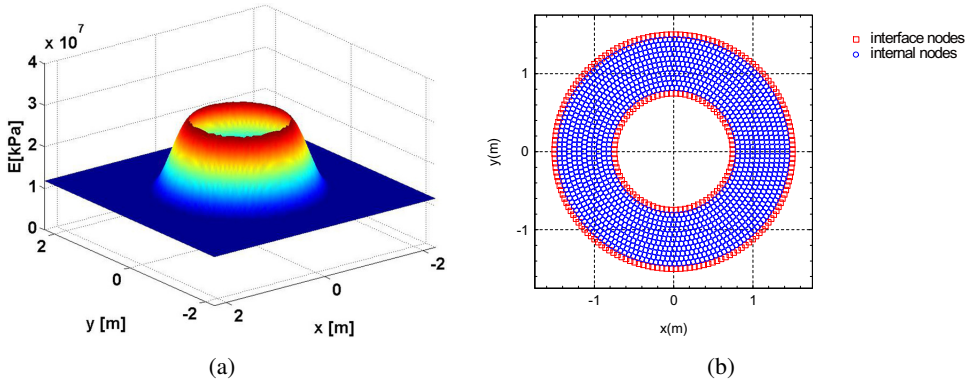 x 10^7
4
3
2
1
0
E[kPa]
2
0
-2
y [m]
2
0
-2
x [m]
(a)
1
0
-1
y(m)
-1
0
1
x(m)
interface nodes
internal nodes
(b)